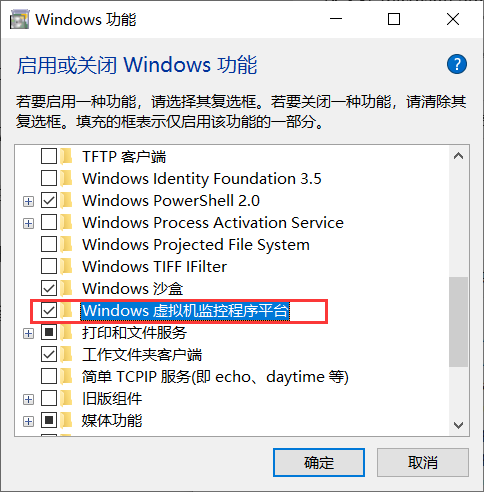 Windows 功能
启用或关闭 Windows 功能
若要启用一种功能，请选择其复选框。若要关闭一种功能，请清除其
复选框。填充的框表示仅启用该功能的一部分。
TFTP 客户端
Windows Identity Foundation 3.5
Windows PowerShell 2.0
Windows Process Activation Service
Windows Projected File System
Windows TIFF IFilter
Windows 沙盒
Windows 虚拟机监控程序平台
打印和文件服务
工作文件夹客户端
简单 TCPIP 服务(即 echo、daytime 等)
旧版组件
媒体功能
确定
取消